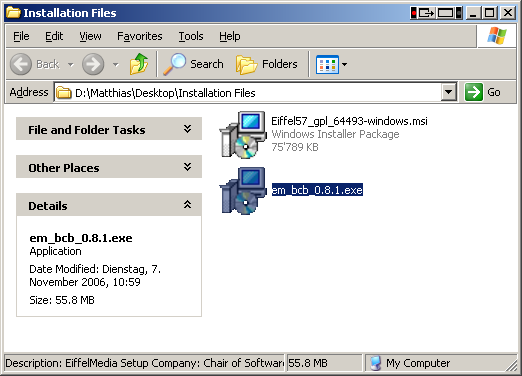 Installation Files
File Edit View Favorites Tools Help
Back Search Folders
Address D:\Matthias\Desktop\Installation Files Go
File and Folder Tasks
Other Places
Details
em_bcb_0.8.1.exe
Application
Date Modified: Dienstag, 7.
November 2006, 10:59
Size: 55.8 MB
Eiffel57_gpl_64493-windows.msi
Windows Installer Package
75'789 KB
em_bcb_0.8.1.exe
Description: EiffelMedia Setup Company: Chair of Softwar 55.8 MB My Computer